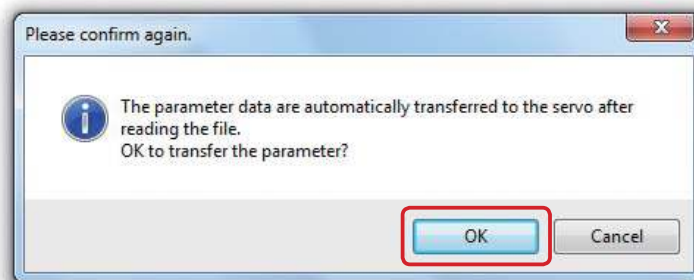 Please confirm again.
The parameter data are automatically transferred to the servo after
reading the file.
OK to transfer the parameter?
OK
Cancel